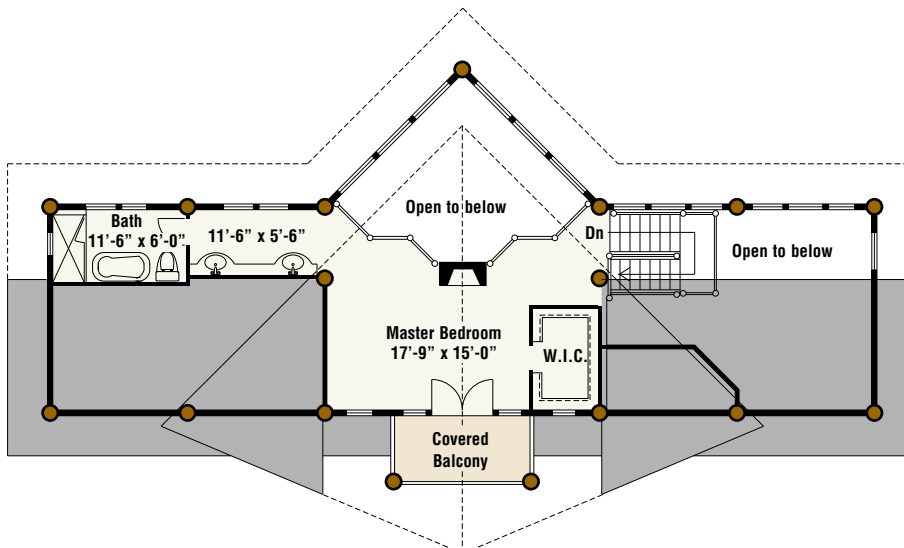 Bath
11’-6” x 6’-0”
11’-6” x 5’-6”
Open to below
Dn
Open to below
Master Bedroom
17’-9” x 15’-0”
W.I.C.
Covered
Balcony